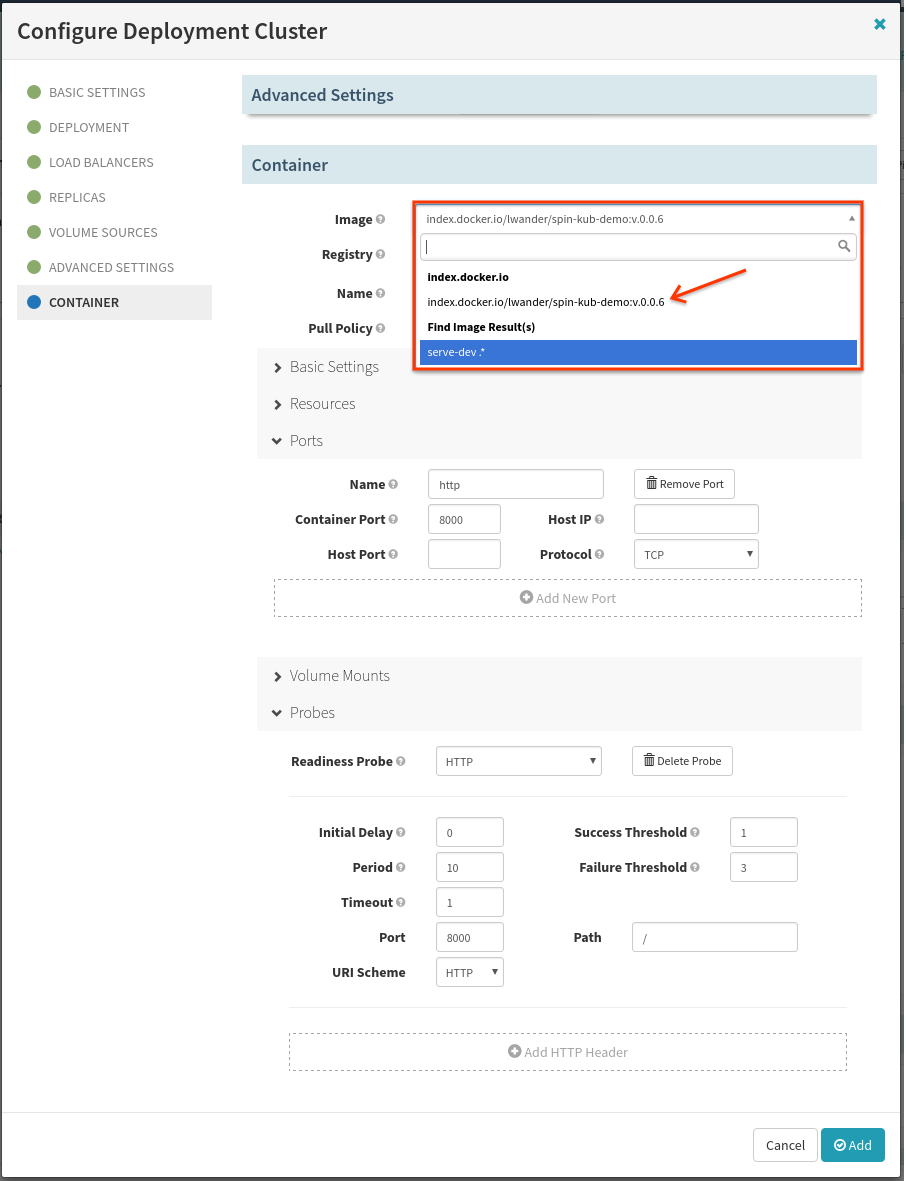 Configure Deployment Cluster
BASIC SETTINGS
DEPLOYMENT
LOAD BALANCERS
REPLICAS
VOLUME SOURCES
ADVANCED SETTINGS
CONTAINER
Advanced Settings
Container
Image
index.docker.io/lwander/spin-kub-demo:v.0.0.6
Registry
index.docker.io
Name
index.docker.io/lwander/spin-kub-demo:v.0.0.6
Pull Policy
Find Image Result(s)
serve-dev .*
Basic Settings
Resources
Ports
Name http Remove Port
Container Port 8000 Host IP
Host Port Protocol TCP
Add New Port
Volume Mounts
Probes
Readiness Probe HTTP Delete Probe
Initial Delay 0 Success Threshold 1
Period 10 Failure Threshold 3
Timeout 1
Port 8000 Path /
URI Scheme HTTP
Add HTTP Header
Cancel Add